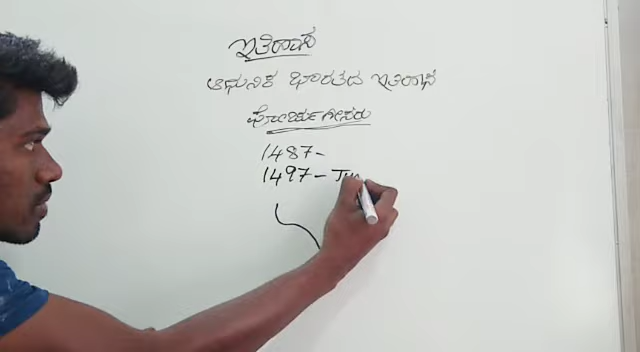 ಇತಿಹಾಸ
ಆಧುನಿಕ ಭಾರತದ ಇತಿಹಾಸ
ಪೋರ್ಚುಗೀಸರು
1487-
1497-